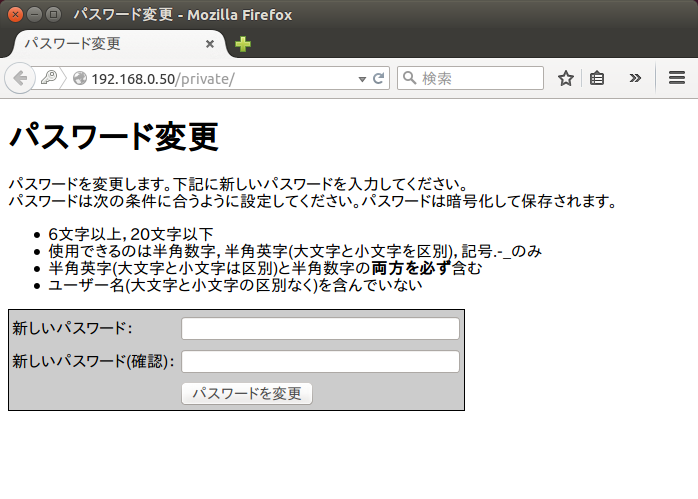 パスワード変更 - Mozilla Firefox
パスワード変更
192.168.0.50/private/
検索
パスワード変更
パスワードを変更します。下記に新しいパスワードを入力してください。
パスワードは次の条件に合うように設定してください。パスワードは暗号化して保存されます。
6文字以上, 20文字以下
使用できるのは半角数字, 半角英字(大文字と小文字を区別), 記号.-_のみ
半角英字(大文字と小文字は区別)と半角数字の両方を必ず含む
ユーザー名(大文字と小文字の区別なく)を含んでいない
新しいパスワード:
新しいパスワード(確認):
パスワードを変更